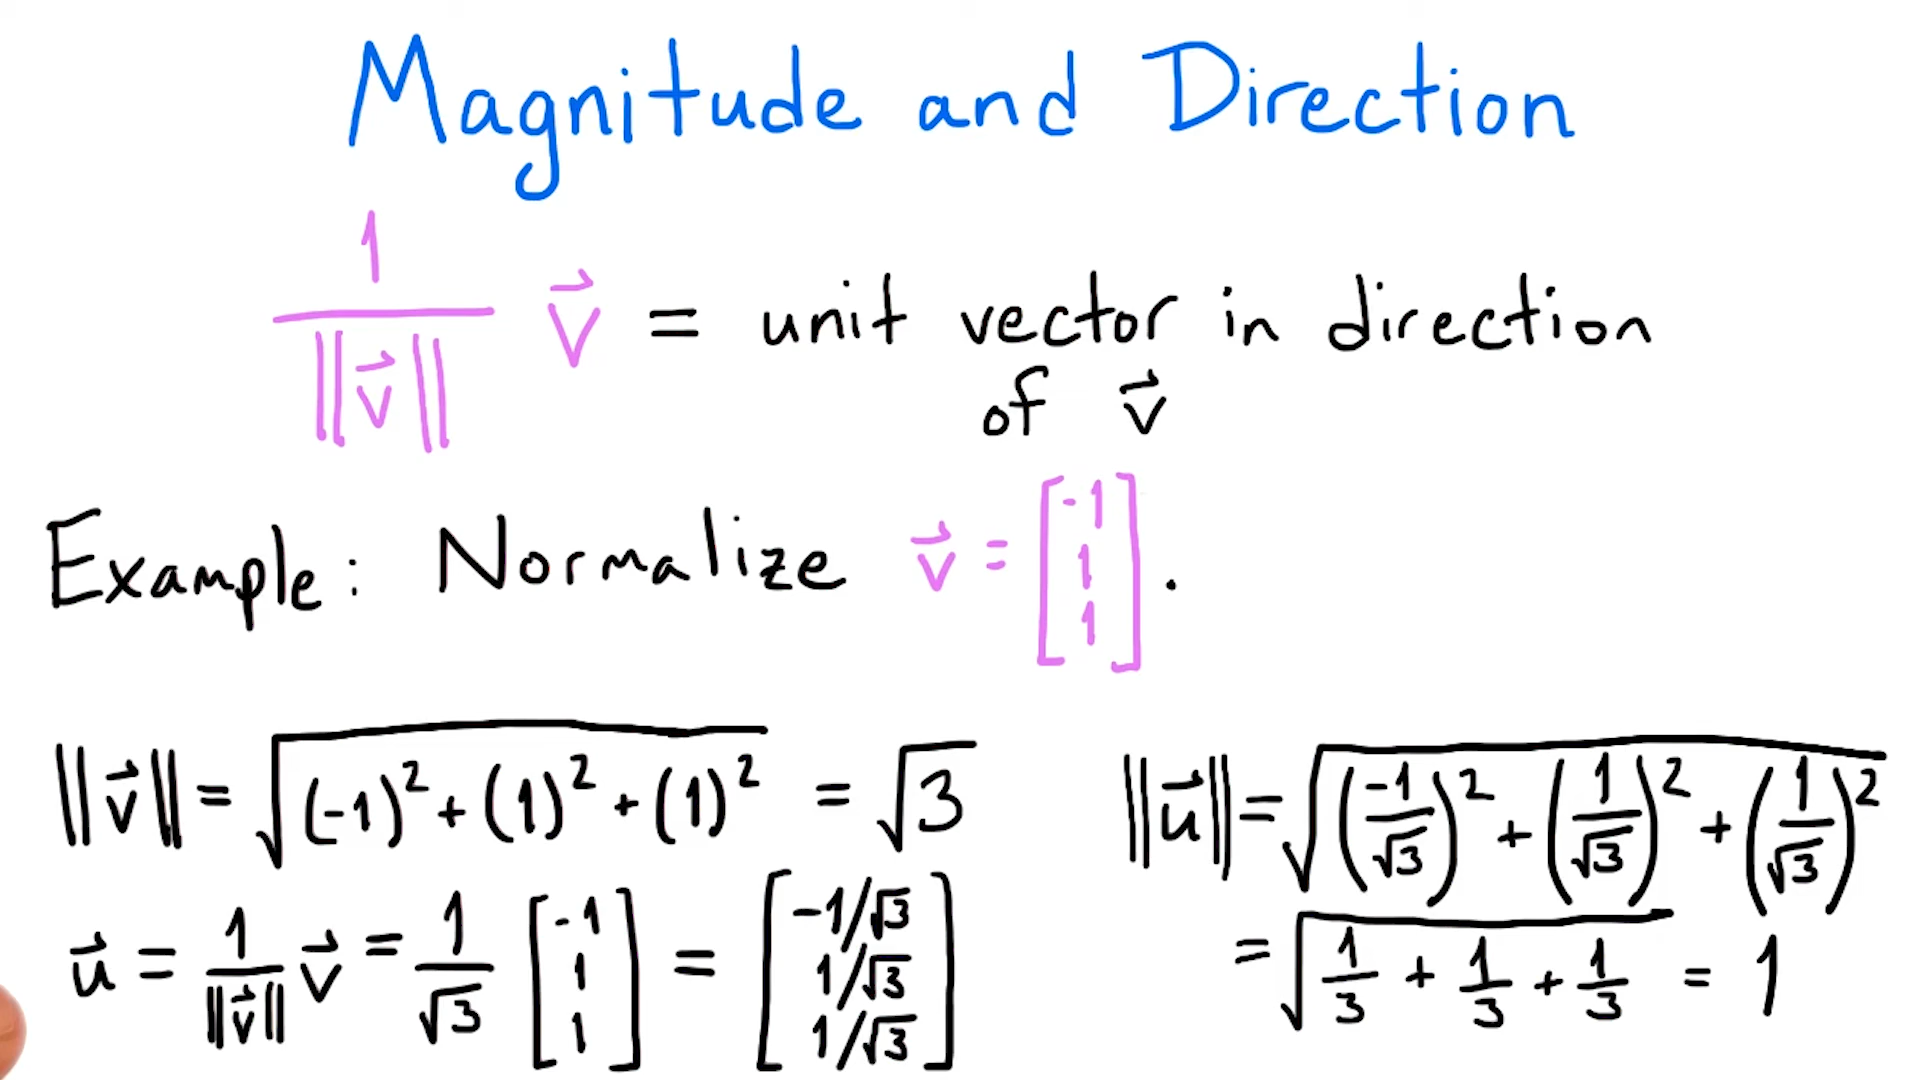 Magnitude and Direction
1/‖v⃗‖ v⃗ = unit vector in direction
of v⃗
Example: Normalize v⃗ = [-1 1 1].
‖v⃗‖ = √((-1)² + (1)² + (1)²) = √3
u⃗ = 1/‖v⃗‖ v⃗ = 1/√3 [-1 1 1] = [-1/√3 1/√3 1/√3]
‖u⃗‖ = √((-1/√3)² + (1/√3)² + (1/√3)²)
= √(1/3 + 1/3 + 1/3) = 1